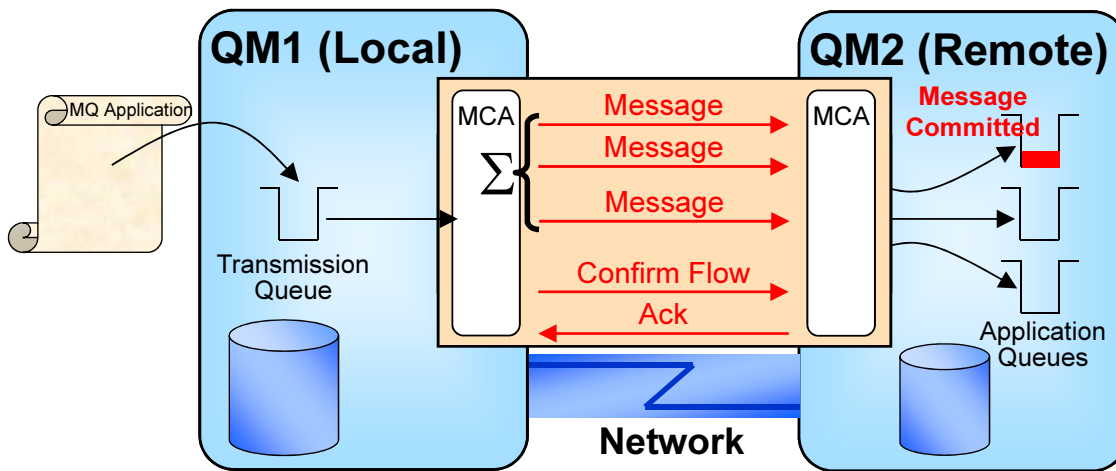 QM1 (Local)
QM2 (Remote)
MQ Application
MCA
Message
MCA
Message
Committed
Message
Σ
Message
Transmission
Queue
Confirm Flow
Ack
Application
Queues
Network